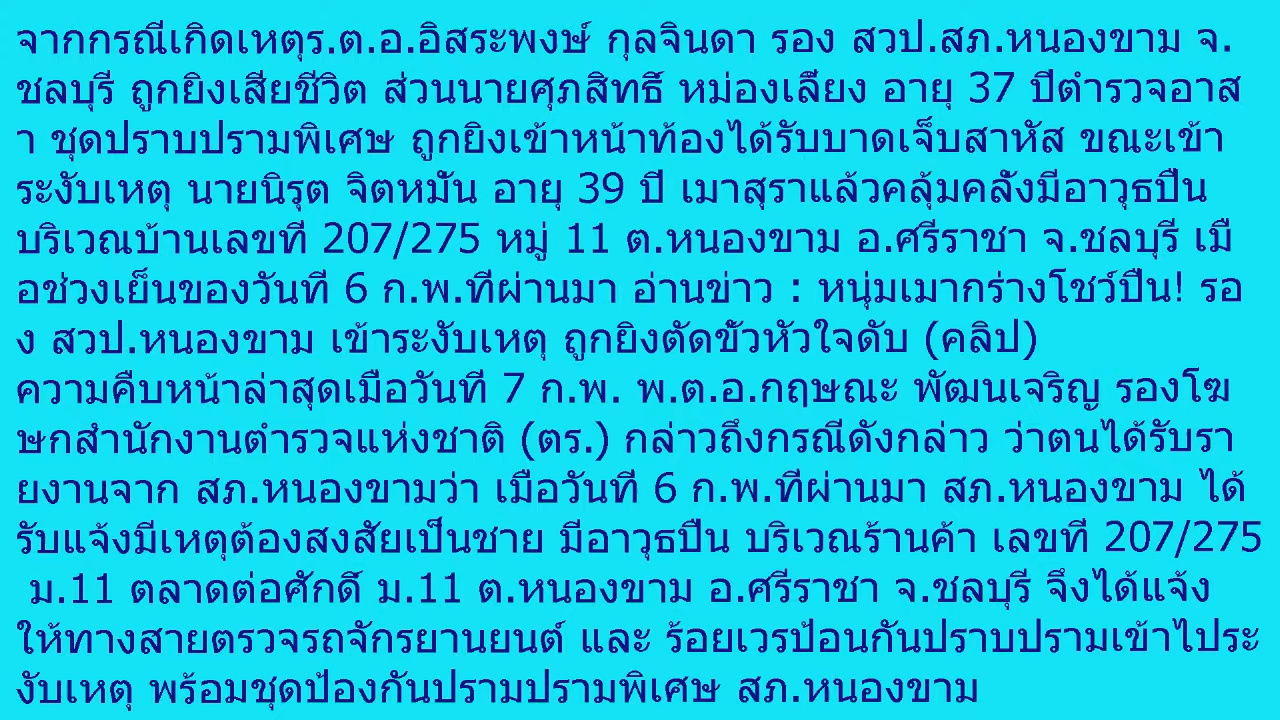 จากกรณีเกิดเหตุร.ต.อ.อิสระพงษ์ กุลจินดา รอง สวป.สภ.หนองขาม จ.
ชลบุรี ถูกยิงเสียชีวิต ส่วนนายศุภสิทธิ์ หม่องเลี่ยง อายุ 37 ปีตำรวจอาส
า ชุดปราบปรามพิเศษ ถูกยิงเข้าหน้าท้องได้รับบาดเจ็บสาหัส ขณะเข้า
ระงับเหตุ นายนิรุต จิตหมั่น อายุ 39 ปี เมาสุราแล้วคลุ้มคลั่งมีอาวุธปืน
บริเวณบ้านเลขที่ 207/275 หมู่ 11 ต.หนองขาม อ.ศรีราชา จ.ชลบุรี เมื่
อช่วงเย็นของวันที่ 6 ก.พ.ที่ผ่านมา อ่านข่าว : หนุ่มเมากร่างโชว์ปืน! รอ
ง สวป.หนองขาม เข้าระงับเหตุ ถูกยิงตัดขั้วหัวใจดับ (คลิป)
ความคืบหน้าล่าสุดเมื่อวันที่ 7 ก.พ. พ.ต.อ.กฤษณะ พัฒนเจริญ รองโฆ
ษกสำนักงานตำรวจแห่งชาติ (ตร.) กล่าวถึงกรณีดังกล่าว ว่าตนได้รับรา
ยงานจาก สภ.หนองขามว่า เมื่อวันที่ 6 ก.พ.ที่ผ่านมา สภ.หนองขาม ได้
รับแจ้งมีเหตุต้องสงสัยเป็นชาย มีอาวุธปืน บริเวณร้านค้า เลขที่ 207/275
ม.11 ตลาดต่อศักดิ์ ม.11 ต.หนองขาม อ.ศรีราชา จ.ชลบุรี จึงได้แจ้ง
ให้ทางสายตรวจรถจักรยานยนต์ และ ร้อยเวรป้อนกันปราบปรามเข้าไประ
งับเหตุ พร้อมชุดป้องกันปรามปรามพิเศษ สภ.หนองขาม